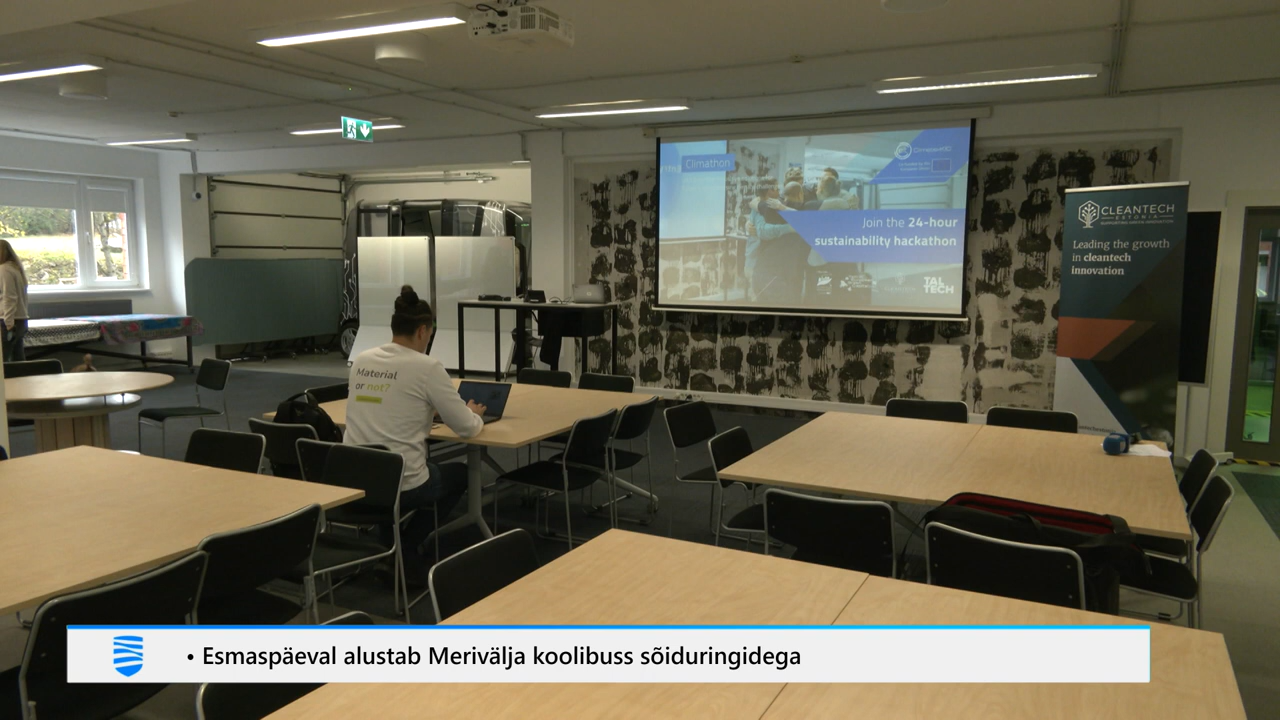 Climathon
Join the 24-hour
sustainability hackathon
TAL
TECH
CLEANTECH
ESTONIA
Leading the growth
in cleantech
innovation
Material
or not?
• Esmaspäeval alustab Merivälja koolibuss sõiduringidega